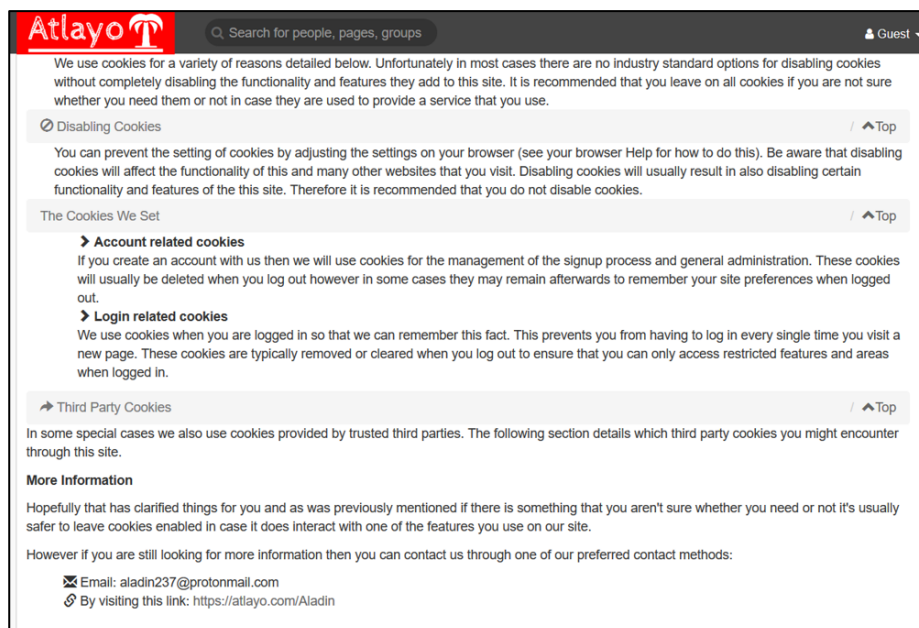 Atlayo
Search for people, pages, groups
Guest
We use cookies for a variety of reasons detailed below. Unfortunately in most cases there are no industry standard options for disabling cookies
without completely disabling the functionality and features they add to this site. It is recommended that you leave on all cookies if you are not sure
whether you need them or not in case they are used to provide a service that you use.
Disabling Cookies / Top
You can prevent the setting of cookies by adjusting the settings on your browser (see your browser Help for how to do this). Be aware that disabling
cookies will affect the functionality of this and many other websites that you visit. Disabling cookies will usually result in also disabling certain
functionality and features of the this site. Therefore it is recommended that you do not disable cookies.
The Cookies We Set / Top
Account related cookies
If you create an account with us then we will use cookies for the management of the signup process and general administration. These cookies
will usually be deleted when you log out however in some cases they may remain afterwards to remember your site preferences when logged
out.
Login related cookies
We use cookies when you are logged in so that we can remember this fact. This prevents you from having to log in every single time you visit a
new page. These cookies are typically removed or cleared when you log out to ensure that you can only access restricted features and areas
when logged in.
Third Party Cookies / Top
In some special cases we also use cookies provided by trusted third parties. The following section details which third party cookies you might encounter
through this site.
More Information
Hopefully that has clarified things for you and as was previously mentioned if there is something that you aren't sure whether you need or not it's usually
safer to leave cookies enabled in case it does interact with one of the features you use on our site.
However if you are still looking for more information then you can contact us through one of our preferred contact methods:
Email: aladin237@protonmail.com
By visiting this link: https://atlayo.com/Aladin